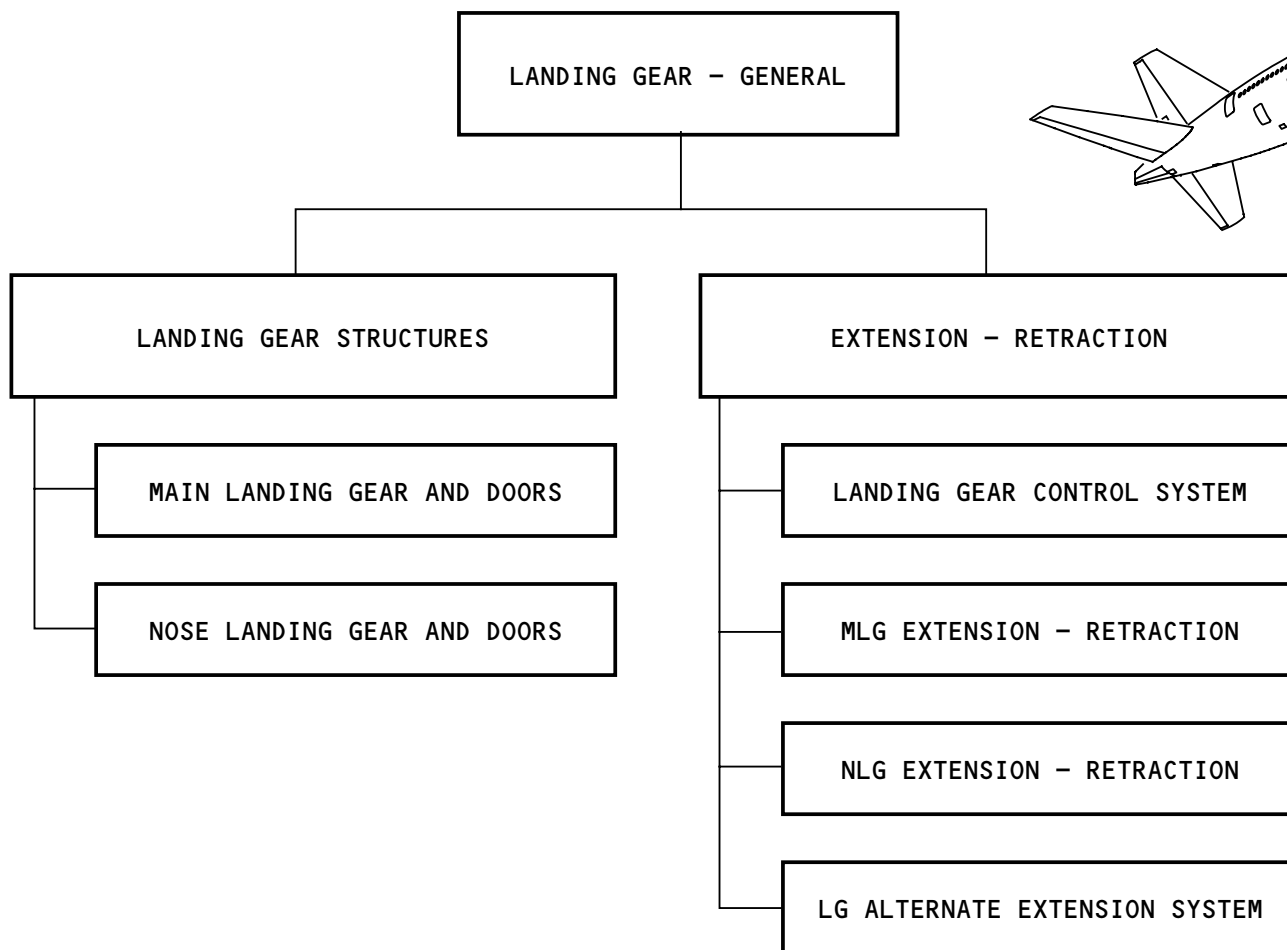 LANDING GEAR – GENERAL
LANDING GEAR STRUCTURES
MAIN LANDING GEAR AND DOORS
NOSE LANDING GEAR AND DOORS
EXTENSION – RETRACTION
LANDING GEAR CONTROL SYSTEM
MLG EXTENSION – RETRACTION
NLG EXTENSION – RETRACTION
LG ALTERNATE EXTENSION SYSTEM